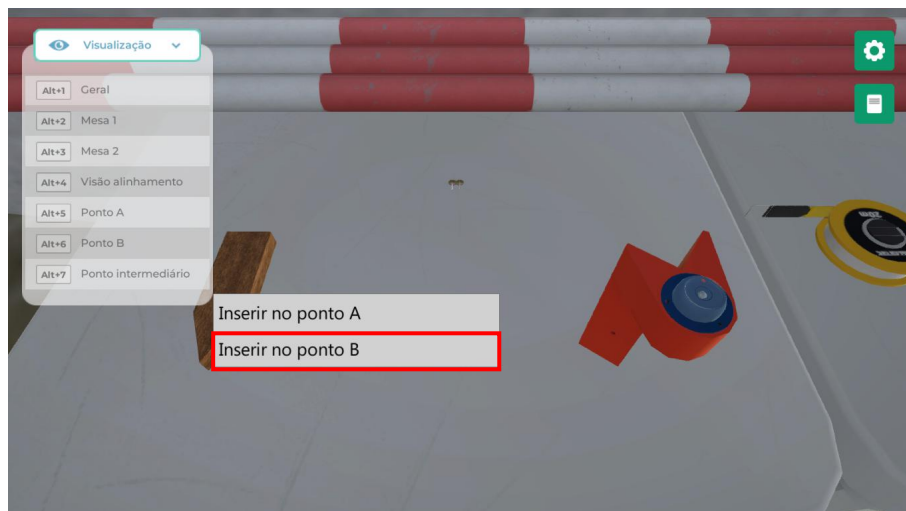 Visualização
Alt+1 Geral
Alt+2 Mesa 1
Alt+3 Mesa 2
Alt+4 Visão alinhamento
Alt+5 Ponto A
Alt+6 Ponto B
Alt+7 Ponto intermediário
Inserir no ponto A
Inserir no ponto B